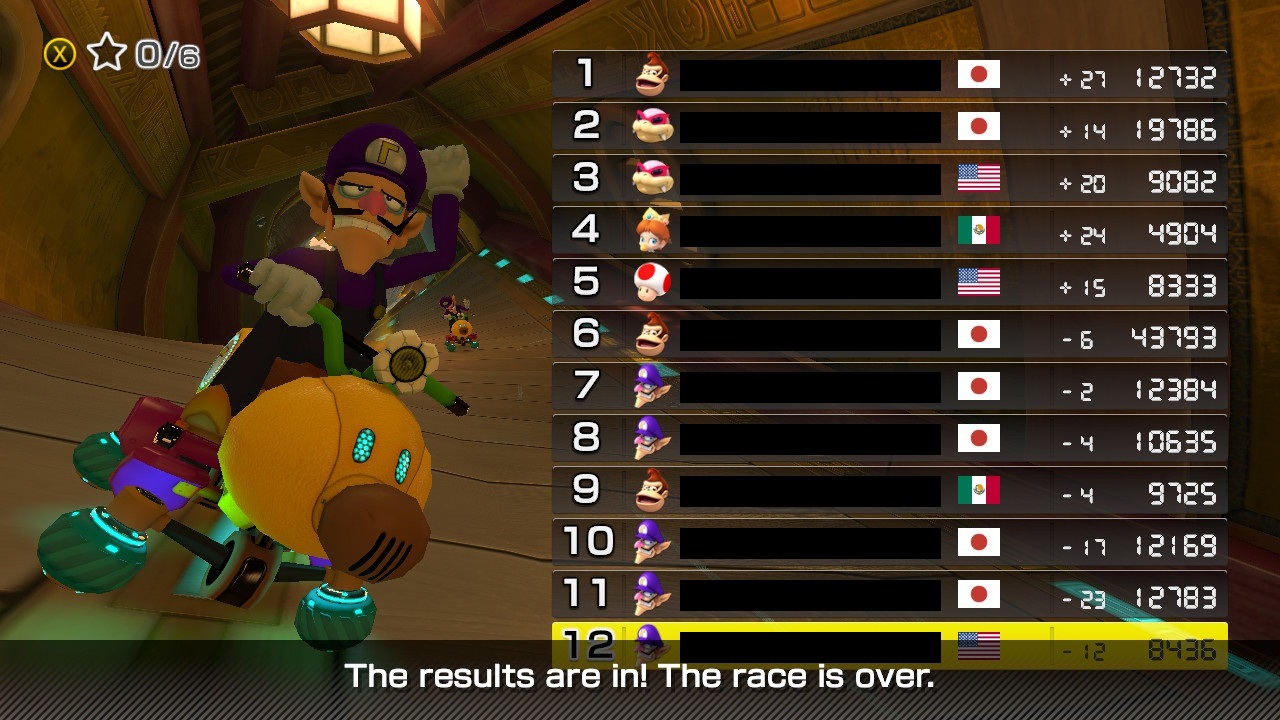 X 0/6
1 + 27 12732
2 + 14 19786
3 + 20 9082
4 + 24 4904
5 + 15 8333
6 - 6 43793
7 - 2 12384
8 - 4 10635
9 - 4 9725
10 - 17 12169
11 - 23 12783
12 - 12 8436
The results are in! The race is over.